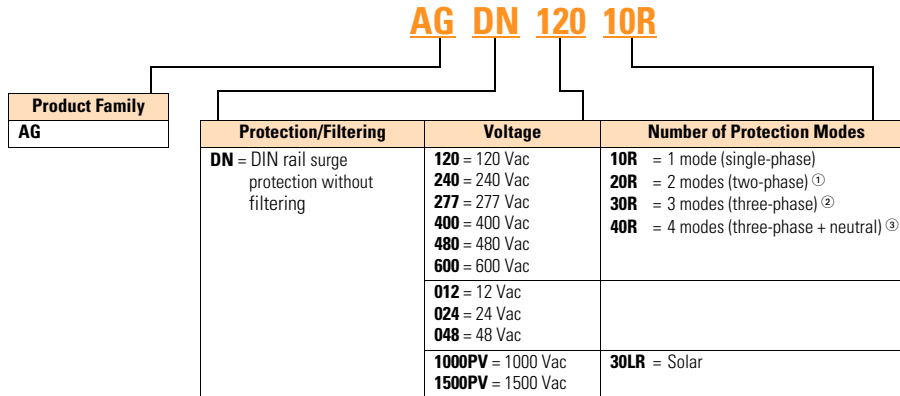 AG DN 120 10R
Product Family
AG
Protection/Filtering
DN = DIN rail surge
protection without
filtering
Voltage
120 = 120 Vac
240 = 240 Vac
277 = 277 Vac
400 = 400 Vac
480 = 480 Vac
600 = 600 Vac
012 = 12 Vac
024 = 24 Vac
048 = 48 Vac
1000PV = 1000 Vac
1500PV = 1500 Vac
Number of Protection Modes
10R = 1 mode (single-phase)
20R = 2 modes (two-phase) ①
30R = 3 modes (three-phase) ②
40R = 4 modes (three-phase + neutral) ③
30LR = Solar